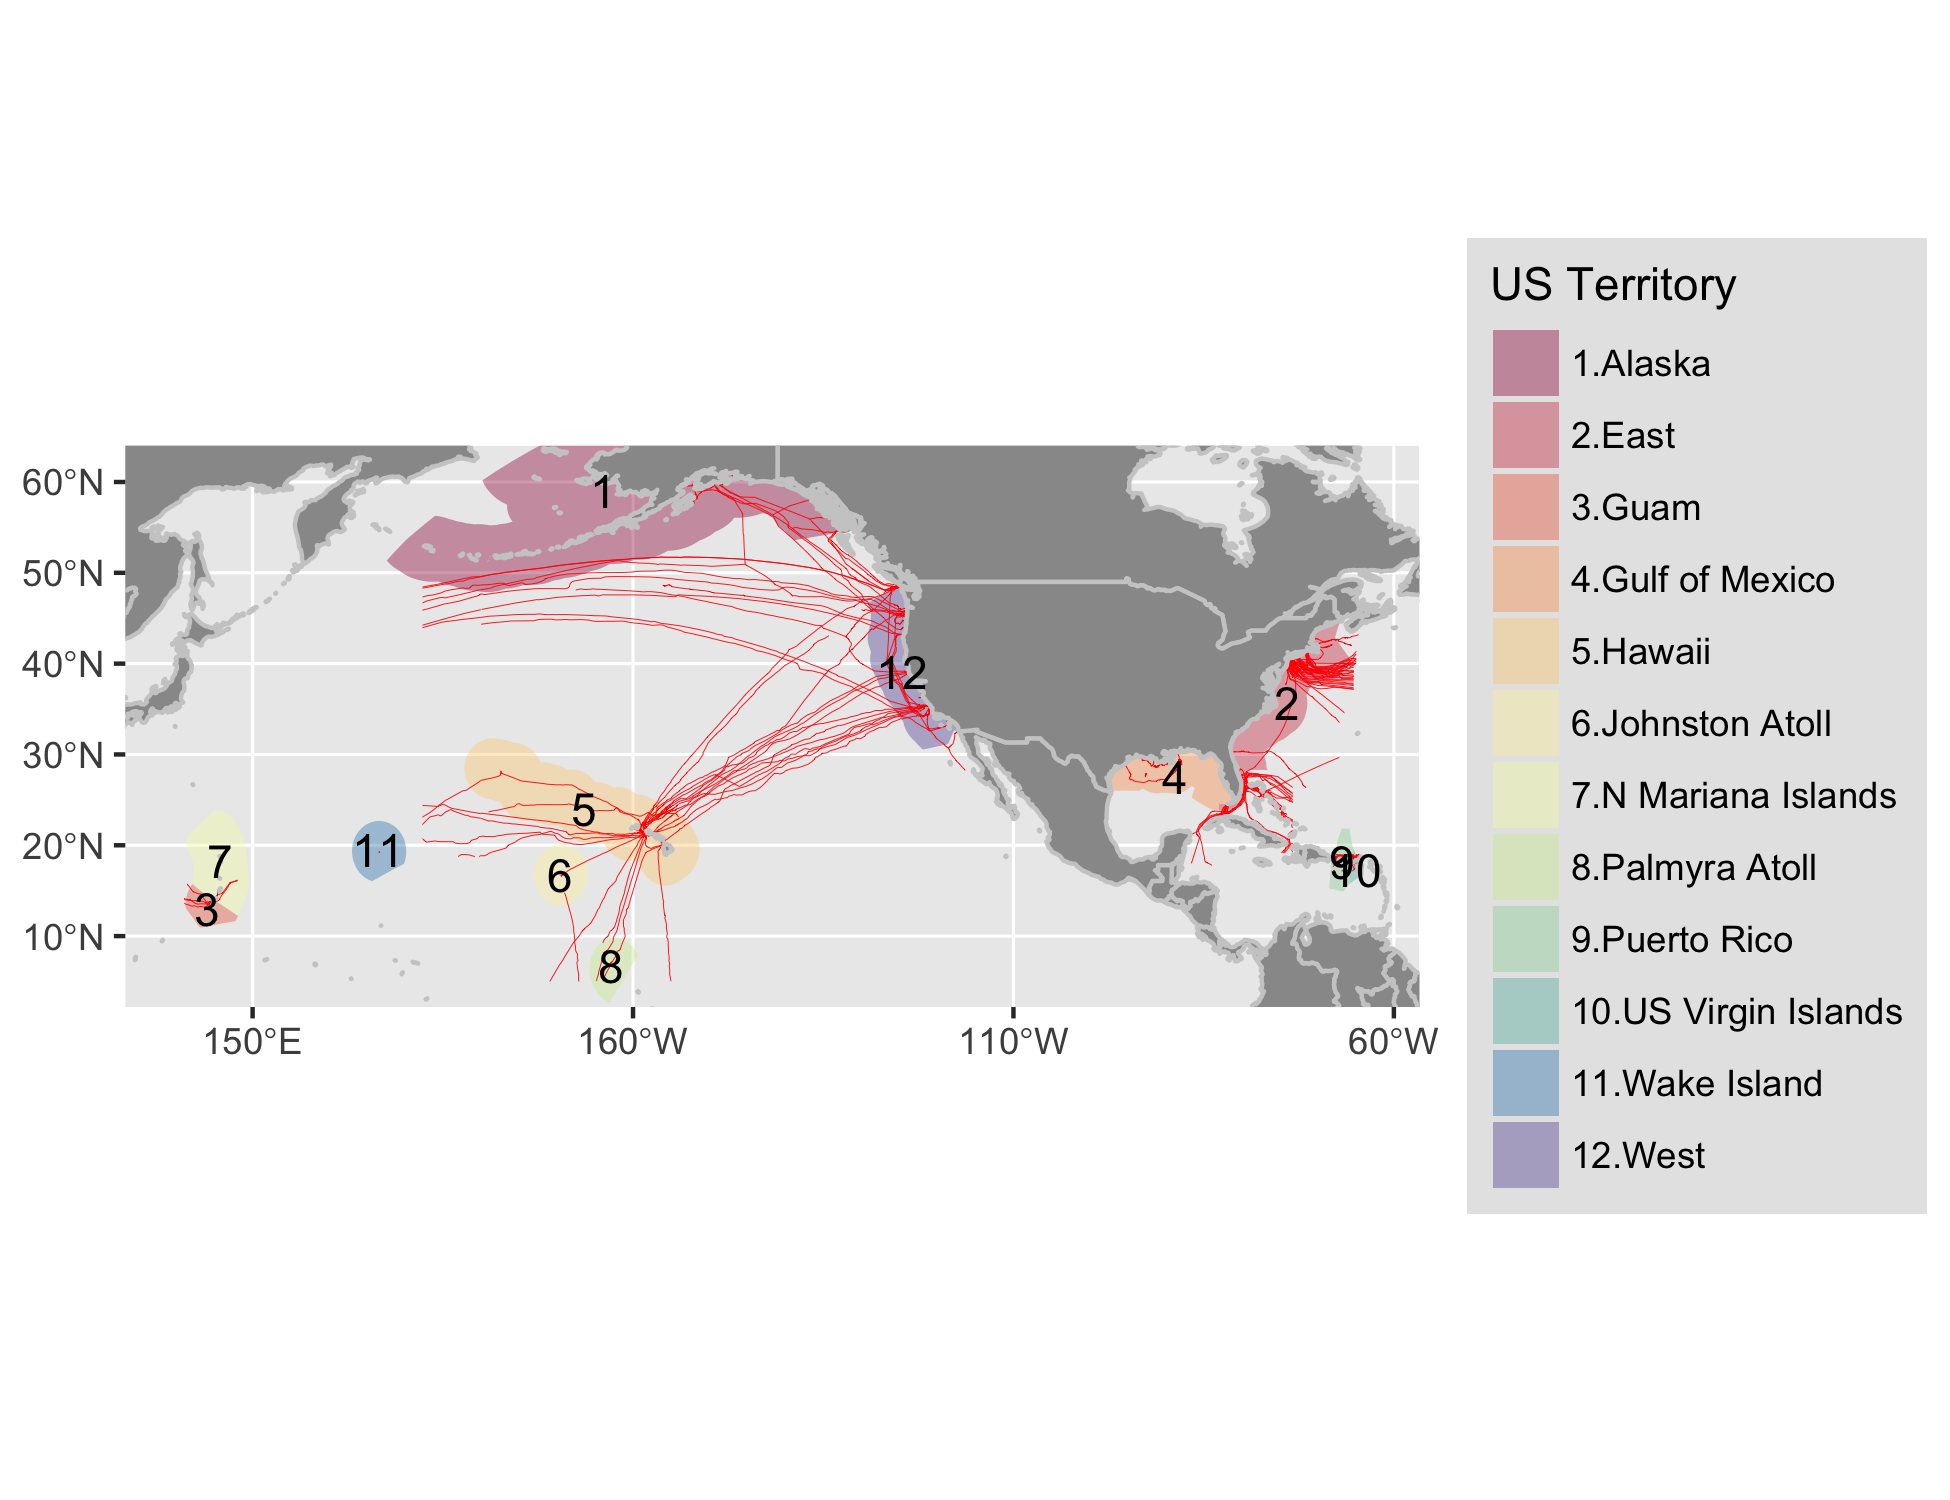 60°N
50°N
40°N
30°N
20°N
10°N
150°E
160°W
110°W
60°W
1
12
2
4
5
7
11
9
10
6
3
8
US Territory
1.Alaska
2.East
3.Guam
4.Gulf of Mexico
5.Hawaii
6.Johnston Atoll
7.N Mariana Islands
8.Palmyra Atoll
9.Puerto Rico
10.US Virgin Islands
11.Wake Island
12.West